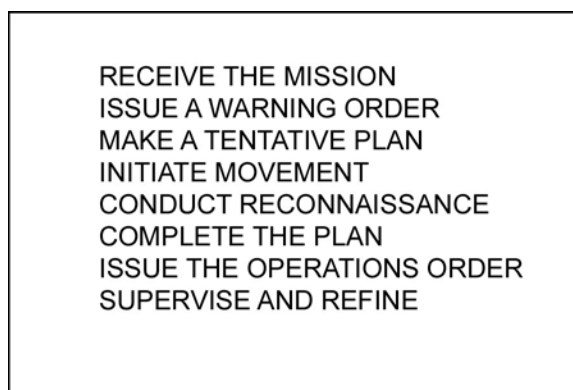 RECEIVE THE MISSION
ISSUE A WARNING ORDER
MAKE A TENTATIVE PLAN
INITIATE MOVEMENT
CONDUCT RECONNAISSANCE
COMPLETE THE PLAN
ISSUE THE OPERATIONS ORDER
SUPERVISE AND REFINE